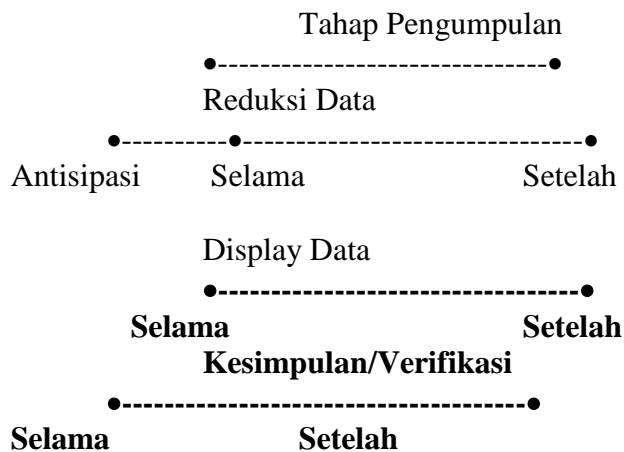 Tahap Pengumpulan
Reduksi Data
Antisipasi Selama Setelah
Display Data
Selama Setelah
Kesimpulan/Verifikasi
Selama Setelah